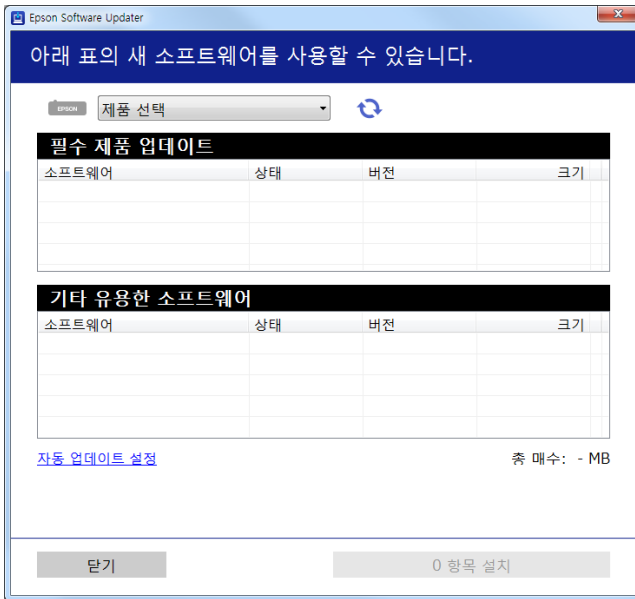 Epson Software Updater
아래 표의 새 소프트웨어를 사용할 수 있습니다.
EPSON 제품 선택
필수 제품 업데이트
소프트웨어 상태 버전 크기
기타 유용한 소프트웨어
소프트웨어 상태 버전 크기
자동 업데이트 설정 총 매수: - MB
닫기 0 항목 설치